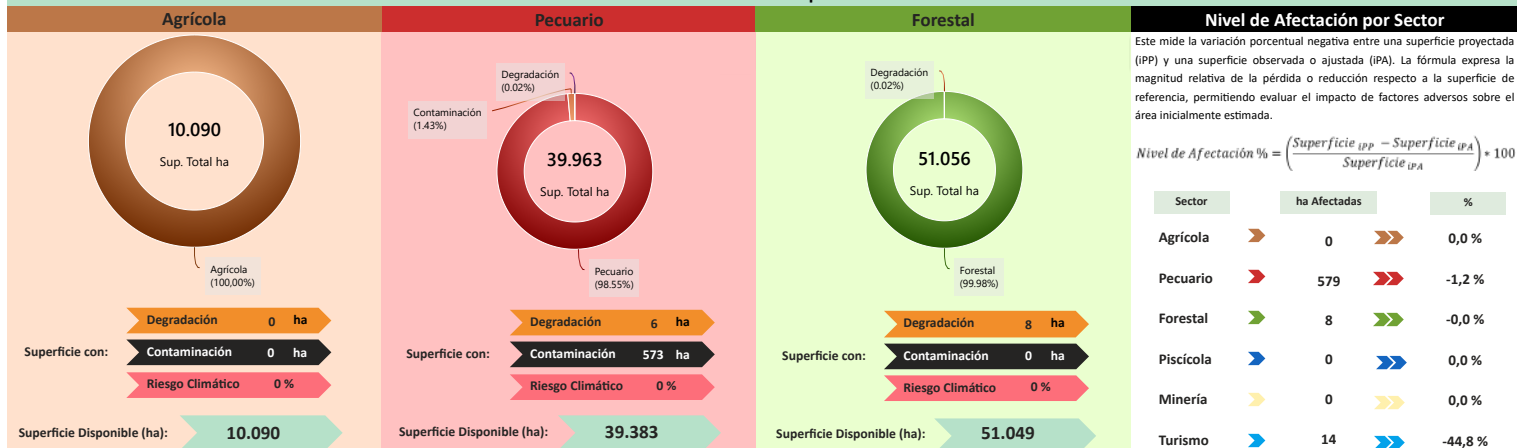 Agrícola
10.090
Sup. Total ha
Agrícola
(100,00%)
Superficie con:
Degradación 0 ha
Contaminación 0 ha
Riesgo Climático 0 %
Superficie Disponible (ha): 10.090
Pecuario
Degradación
(0.02%)
Contaminación
(1.43%)
39.963
Sup. Total ha
Pecuario
(98.55%)
Superficie con:
Degradación 6 ha
Contaminación 573 ha
Riesgo Climático 0 %
Superficie Disponible (ha): 39.383
Forestal
Degradación
(0.02%)
51.056
Sup. Total ha
Forestal
(99.98%)
Superficie con:
Degradación 8 ha
Contaminación 0 ha
Riesgo Climático 0 %
Superficie Disponible (ha): 51.049
Nivel de Afectación por Sector
Este mide la variación porcentual negativa entre una superficie proyectada
(iPP) y una superficie observada o ajustada (iPA). La fórmula expresa la
magnitud relativa de la pérdida o reducción respecto a la superficie de
referencia, permitiendo evaluar el impacto de factores adversos sobre el
área inicialmente estimada.
Nivel de Afectación % = (Superficie iPP − Superficie iPA / Superficie iPA) * 100
Sector ha Afectadas %
Agrícola 0 0,0 %
Pecuario 579 -1,2 %
Forestal 8 -0,0 %
Piscícola 0 0,0 %
Minería 0 0,0 %
Turismo 14 -44,8 %